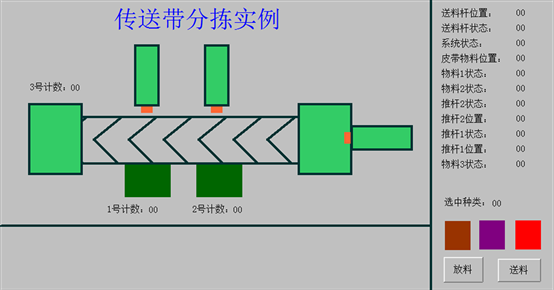 传送带分拣实例
3号计数：00
1号计数：00
2号计数：00
送料杆位置： 00
送料杆状态： 00
系统状态： 00
皮带物料位置： 00
物料1状态： 00
物料2状态： 00
推杆2状态： 00
推杆2位置： 00
推杆1状态： 00
推杆1位置： 00
物料3状态： 00
选中种类：00
放料
送料